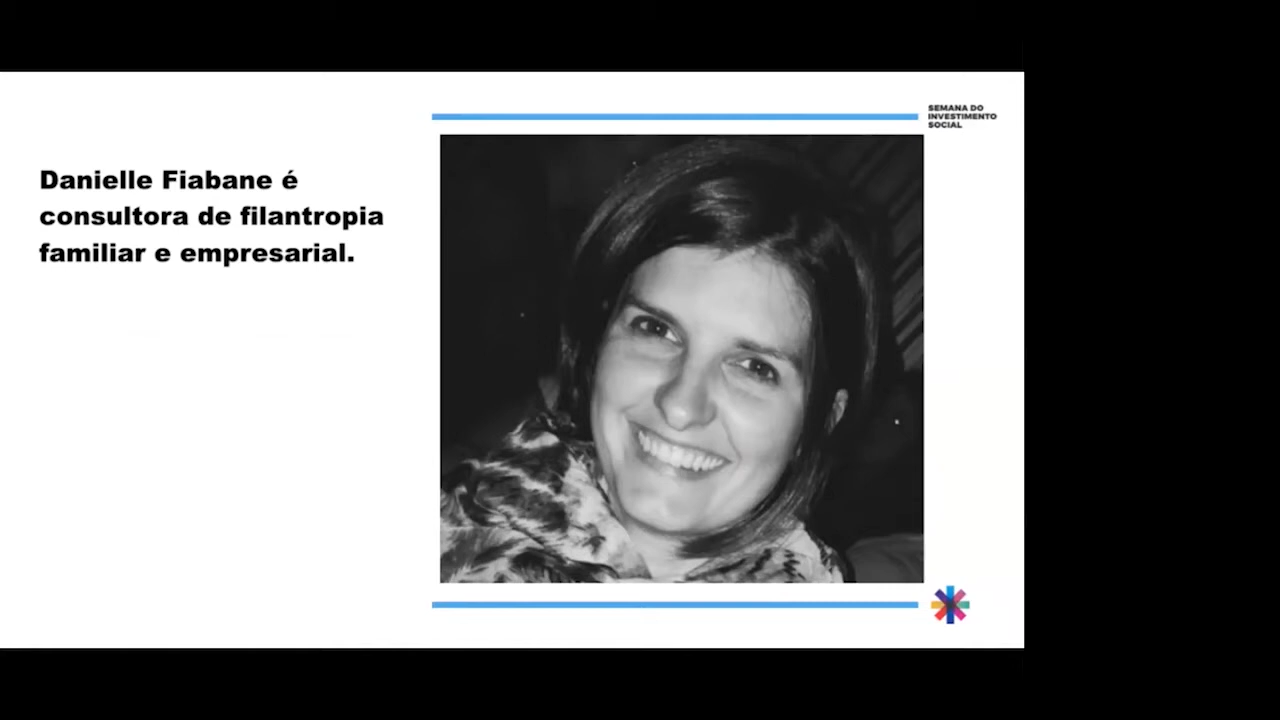 Danielle Fiabane é
consultora de filantropia
familiar e empresarial.
SEMANA DO
INVESTIMENTO
SOCIAL